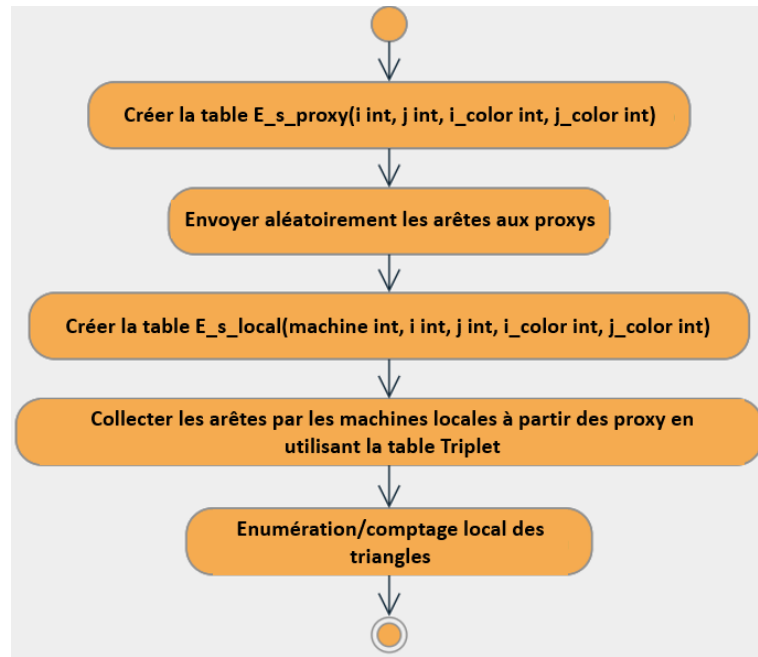 Créer la table E_s_proxy(i int, j int, i_color int, j_color int)
Envoyer aléatoirement les arêtes aux proxys
Créer la table E_s_local(machine int, i int, j int, i_color int, j_color int)
Collecter les arêtes par les machines locales à partir des proxy en
utilisant la table Triplet
Enumération/comptage local des
triangles